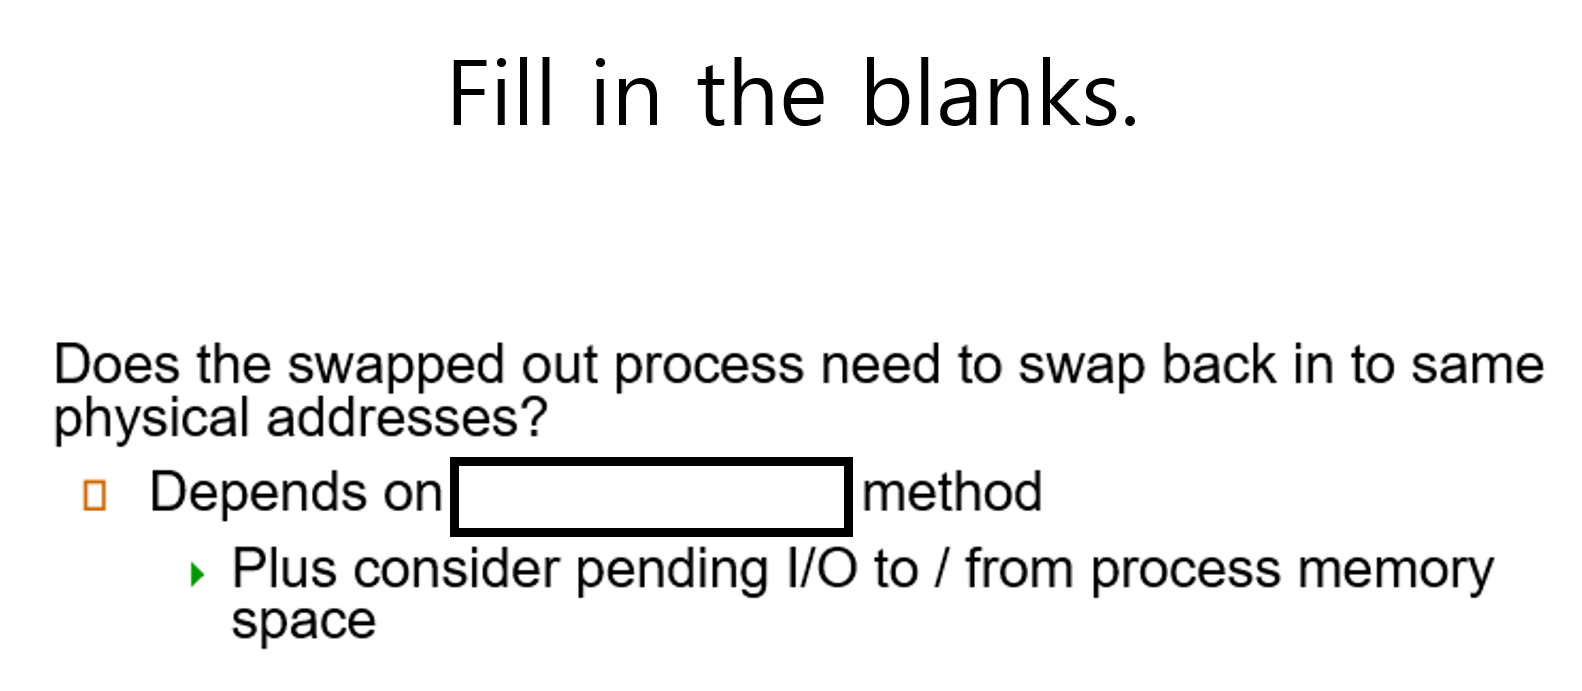 Fill in the blanks.
Does the swapped out process need to swap back in to same
physical addresses?
Depends on method
Plus consider pending I/O to / from process memory
space